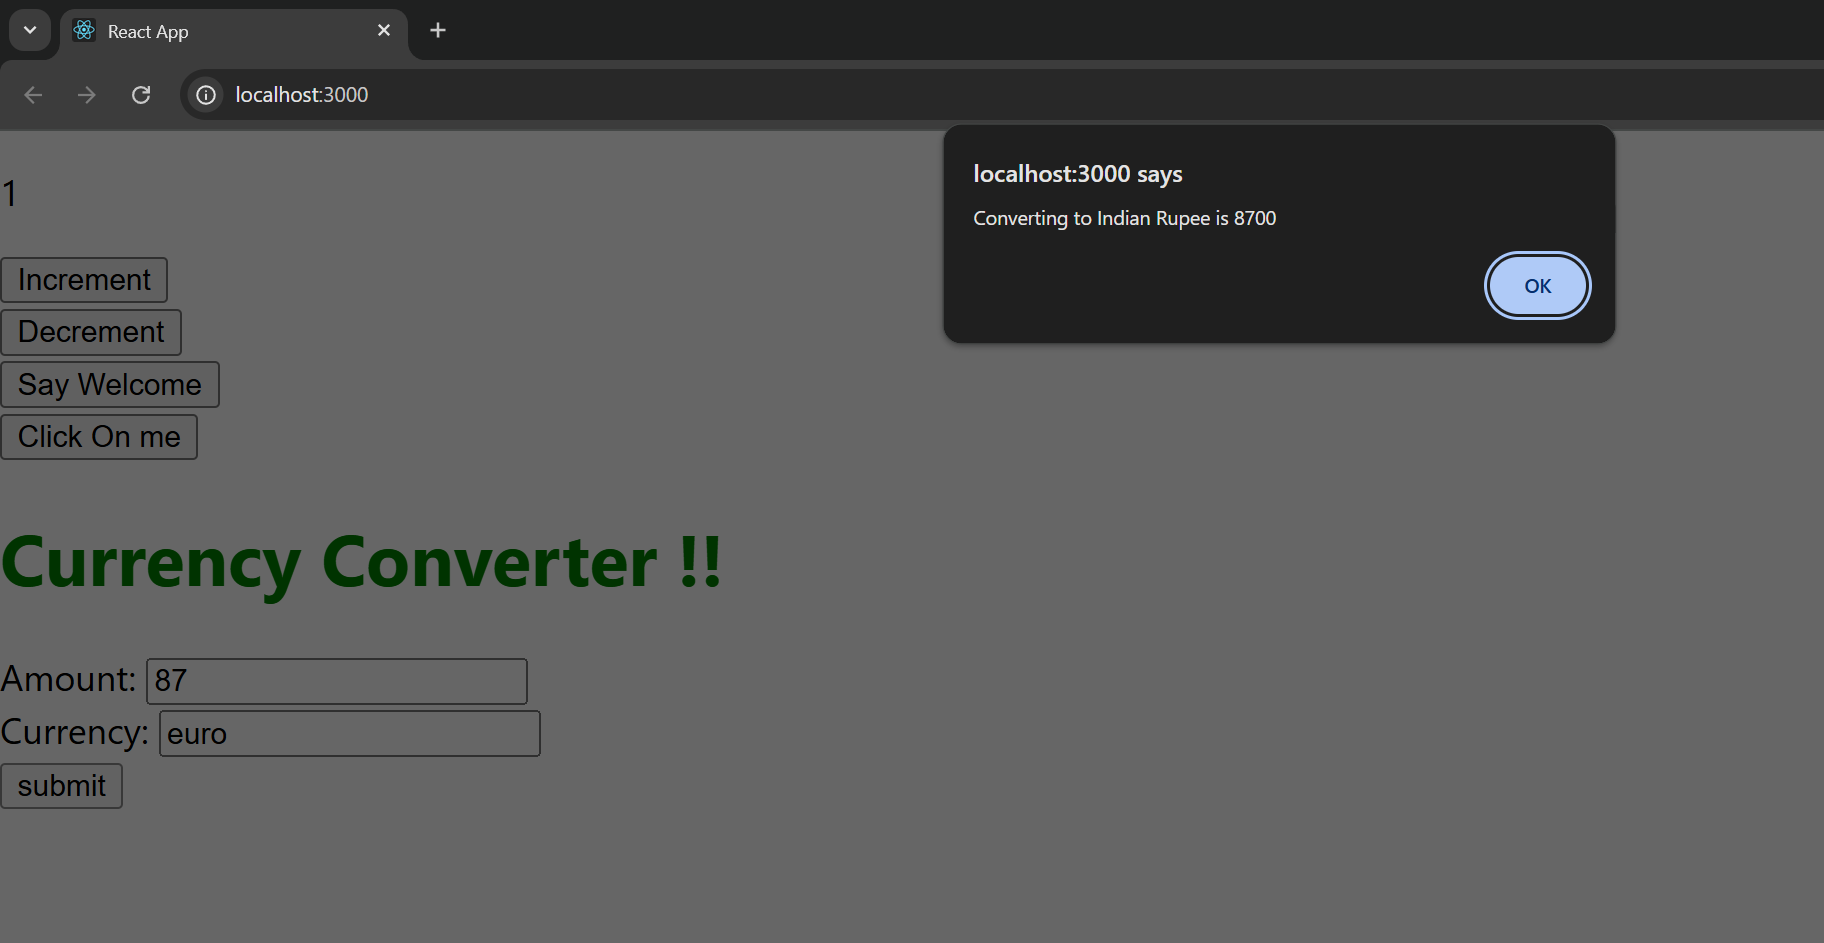 React App
localhost:3000
localhost:3000 says
Converting to Indian Rupee is 8700
OK
1
Increment
Decrement
Say Welcome
Click On me
Currency Converter !!
Amount: 87
Currency: euro
submit